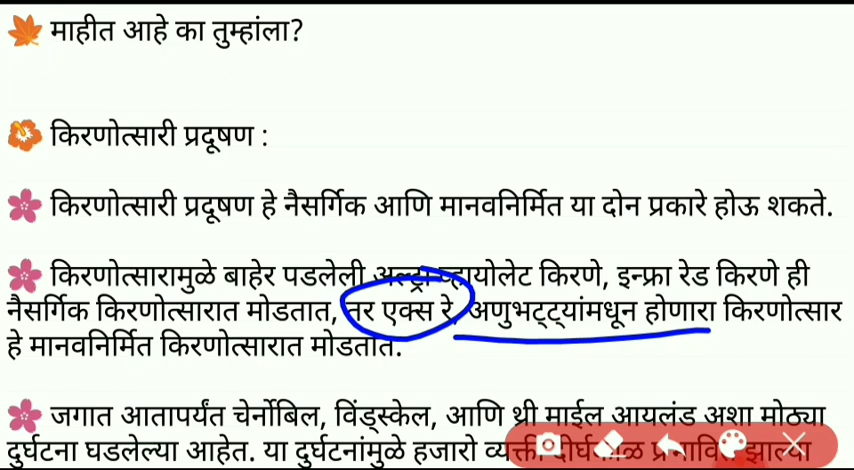 माहीत आहे का तुम्हांला?
किरणोत्सारी प्रदूषण :
किरणोत्सारी प्रदूषण हे नैसर्गिक आणि मानवनिर्मित या दोन प्रकारे होऊ शकते.
किरणोत्सारामुळे बाहेर पडलेली अल्ट्राव्हायोलेट किरणे, इन्फ्रा रेड किरणे ही
नैसर्गिक किरणोत्सारात मोडतात, तर एक्स रे, अणुभट्ट्यांमधून होणारा किरणोत्सार
हे मानवनिर्मित किरणोत्सारात मोडतात.
जगात आतापर्यंत चेर्नोबिल, विंड्स्केल, आणि थ्री माईल आयलंड अशा मोठ्या
दुर्घटना घडलेल्या आहेत. या दुर्घटनांमुळे हजारो व्यक्ती दीर्घकाळ प्रभावित झाल्या